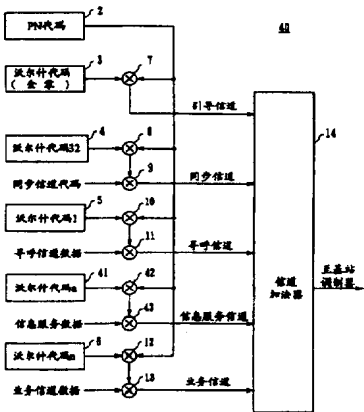 2
PN代码
40
3
沃尔什代码
(全零)
7
引导信道
14
4
沃尔什代码32
8
9
同步信道代码
同步信道
5
沃尔什代码1
10
11
寻呼信道数据
寻呼信道
信道
加法器
至基站
调制器
41
沃尔什代码a
42
43
信息服务数据
信息服务信道
6
沃尔什代码n
12
13
业务信道数据
业务信道